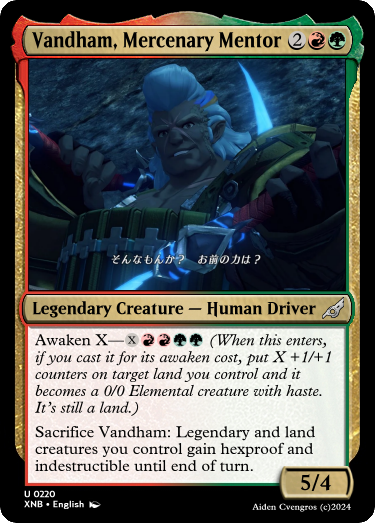 Vandham, Mercenary Mentor 2
そんなもんか？ お前の力は？
Legendary Creature — Human Driver
Awaken X—X (When this enters,
if you cast it for its awaken cost, put X +1/+1
counters on target land you control and it
becomes a 0/0 Elemental creature with haste.
It's still a land.)
Sacrifice Vandham: Legendary and land
creatures you control gain hexproof and
indestructible until end of turn.
5/4
U 0220
XNB • English
Aiden Cvengros (c)2024